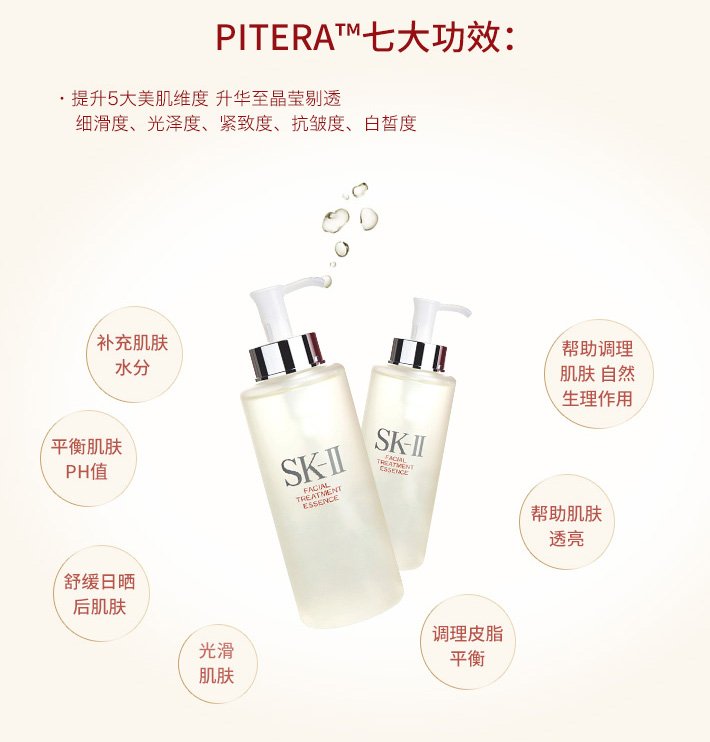 PITERA™七大功效：
·提升5大美肌维度 升华至晶莹剔透
细滑度、光泽度、紧致度、抗皱度、白皙度
补充肌肤
水分
平衡肌肤
PH值
舒缓日晒
后肌肤
光滑
肌肤
调理皮脂
平衡
帮助肌肤
透亮
帮助调理
肌肤 自然
生理作用
SK-II
FACIAL
TREATMENT
ESSENCE
SK-II
FACIAL
TREATMENT
ESSENCE